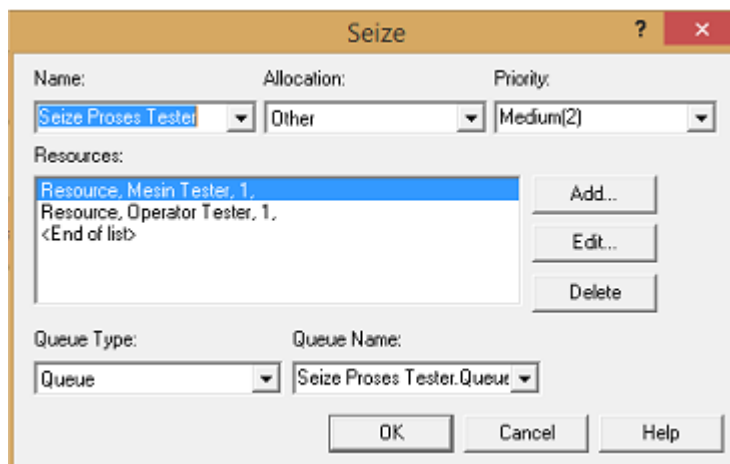 Seize
? ×
Name: Allocation: Priority:
Seize Proses Tester Other Medium(2)
Resources:
Resource, Mesin Tester, 1,
Resource, Operator Tester, 1,
<End of list>
Add...
Edit...
Delete
Queue Type: Queue Name:
Queue Seize Proses Tester.Queue
OK Cancel Help